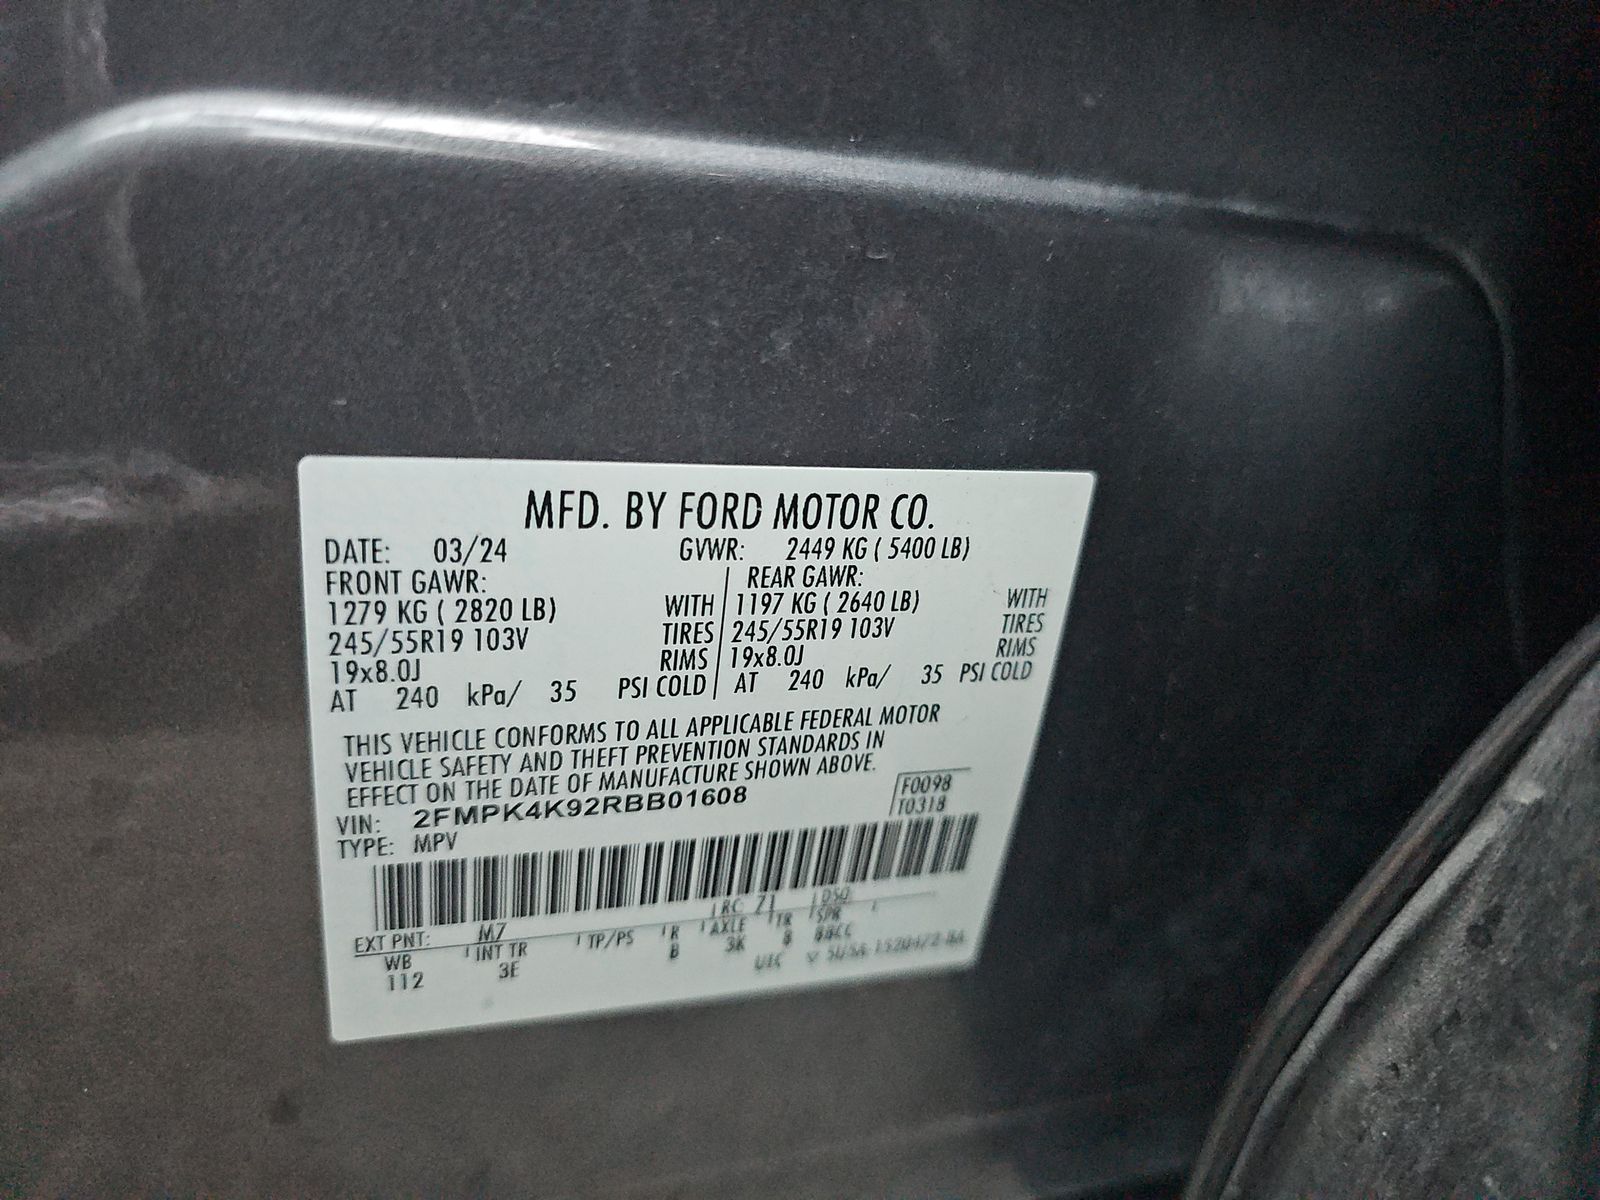 MFD. BY FORD MOTOR CO.
DATE: 03/24 GVWR: 2449 KG ( 5400 LB)
FRONT GAWR: REAR GAWR:
1279 KG ( 2820 LB) WITH 1197 KG ( 2640 LB) WITH
245/55R19 103V TIRES 245/55R19 103V TIRES
19x8.0J RIMS 19x8.0J RIMS
AT 240 kPa/ 35 PSI COLD AT 240 kPa/ 35 PSI COLD
THIS VEHICLE CONFORMS TO ALL APPLICABLE FEDERAL MOTOR
VEHICLE SAFETY AND THEFT PREVENTION STANDARDS IN
EFFECT ON THE DATE OF MANUFACTURE SHOWN ABOVE.
VIN: 2FMPK4K92RBB01608 F0098
TYPE: MPV T0318
EXT PNT: M7 RC: 71 DSO:
WB INT TR TP/PS R AXLE TR SPR
112 3E B 3K 8